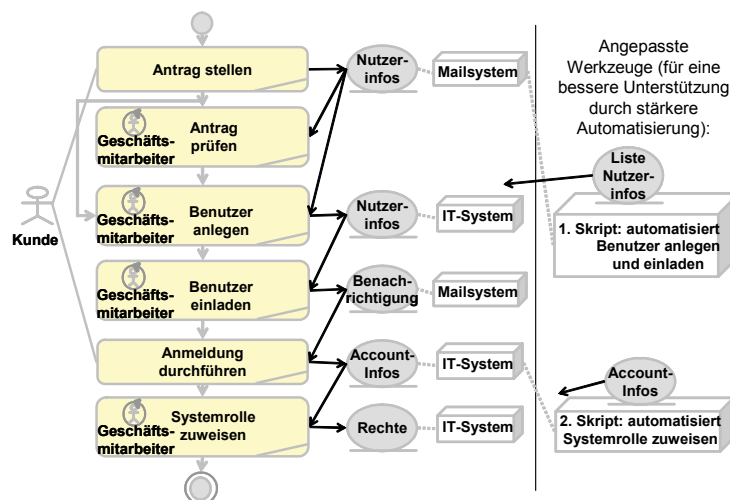 Antrag stellen
Nutzer-
infos
Mailsystem
Geschäfts-
mitarbeiter
Antrag
prüfen
Kunde
Geschäfts-
mitarbeiter
Benutzer
anlegen
Nutzer-
infos
IT-System
Geschäfts-
mitarbeiter
Benutzer
einladen
Benach-
richtigung
Mailsystem
Anmeldung
durchführen
Account-
Infos
IT-System
Geschäfts-
mitarbeiter
Systemrolle
zuweisen
Rechte
IT-System
Angepasste
Werkzeuge (für eine
bessere Unterstützung
durch stärkere
Automatisierung):
Liste
Nutzer-
infos
1. Skript: automatisiert
Benutzer anlegen
und einladen
Account-
Infos
2. Skript: automatisiert
Systemrolle zuweisen